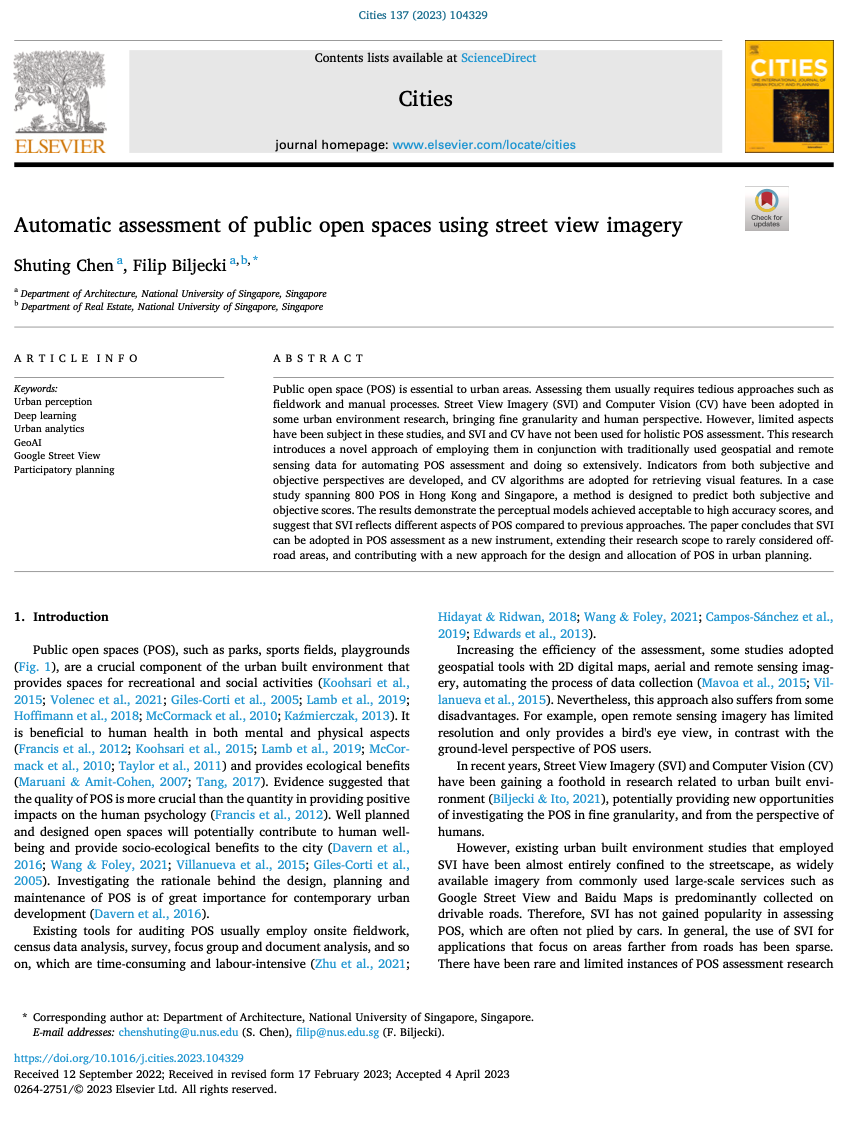 Cities 137 (2023) 104329
Contents lists available at ScienceDirect
Cities
journal homepage: www.elsevier.com/locate/cities
ELSEVIER
CITIES
Check for
updates
Automatic assessment of public open spaces using street view imagery
Shuting Chen a, Filip Biljecki a,b,*
a Department of Architecture, National University of Singapore, Singapore
b Department of Real Estate, National University of Singapore, Singapore
ARTICLE INFO
Keywords:
Urban perception
Deep learning
Urban analytics
GeoAI
Google Street View
Participatory planning
ABSTRACT
Public open space (POS) is essential to urban areas. Assessing them usually requires tedious approaches such as
fieldwork and manual processes. Street View Imagery (SVI) and Computer Vision (CV) have been adopted in
some urban environment research, bringing fine granularity and human perspective. However, limited aspects
have been subject in these studies, and SVI and CV have not been used for holistic POS assessment. This research
introduces a novel approach of employing them in conjunction with traditionally used geospatial and remote
sensing data for automating POS assessment and doing so extensively. Indicators from both subjective and
objective perspectives are developed, and CV algorithms are adopted for retrieving visual features. In a case
study spanning 800 POS in Hong Kong and Singapore, a method is designed to predict both subjective and
objective scores. The results demonstrate the perceptual models achieved acceptable to high accuracy scores, and
suggest that SVI reflects different aspects of POS compared to previous approaches. The paper concludes that SVI
can be adopted in POS assessment as a new instrument, extending their research scope to rarely considered off-
road areas, and contributing with a new approach for the design and allocation of POS in urban planning.
1. Introduction
Public open spaces (POS), such as parks, sports fields, playgrounds
(Fig. 1), are a crucial component of the urban built environment that
provides spaces for recreational and social activities (Koohsari et al.,
2015; Volenec et al., 2021; Giles-Corti et al., 2005; Lamb et al., 2019;
Hoffimann et al., 2018; McCormack et al., 2010; Kaźmierczak, 2013). It
is beneficial to human health in both mental and physical aspects
(Francis et al., 2012; Koohsari et al., 2015; Lamb et al., 2019; McCor-
mack et al., 2010; Taylor et al., 2011) and provides ecological benefits
(Maruani & Amit-Cohen, 2007; Tang, 2017). Evidence suggested that
the quality of POS is more crucial than the quantity in providing positive
impacts on the human psychology (Francis et al., 2012). Well planned
and designed open spaces will potentially contribute to human well-
being and provide socio-ecological benefits to the city (Davern et al.,
2016; Wang & Foley, 2021; Villanueva et al., 2015; Giles-Corti et al.,
2005). Investigating the rationale behind the design, planning and
maintenance of POS is of great importance for contemporary urban
development (Davern et al., 2016).
Existing tools for auditing POS usually employ onsite fieldwork,
census data analysis, survey, focus group and document analysis, and so
on, which are time-consuming and labour-intensive (Zhu et al., 2021;
Hidayat & Ridwan, 2018; Wang & Foley, 2021; Campos-Sánchez et al.,
2019; Edwards et al., 2013).
Increasing the efficiency of the assessment, some studies adopted
geospatial tools with 2D digital maps, aerial and remote sensing imag-
ery, automating the process of data collection (Mavoa et al., 2015; Vil-
lanueva et al., 2015). Nevertheless, this approach also suffers from some
disadvantages. For example, open remote sensing imagery has limited
resolution and only provides a bird's eye view, in contrast with the
ground-level perspective of POS users.
In recent years, Street View Imagery (SVI) and Computer Vision (CV)
have been gaining a foothold in research related to urban built envi-
ronment (Biljecki & Ito, 2021), potentially providing new opportunities
of investigating the POS in fine granularity, and from the perspective of
humans.
However, existing urban built environment studies that employed
SVI have been almost entirely confined to the streetscape, as widely
available imagery from commonly used large-scale services such as
Google Street View and Baidu Maps is predominantly collected on
drivable roads. Therefore, SVI has not gained popularity in assessing
POS, which are often not plied by cars. In general, the use of SVI for
applications that focus on areas farther from roads has been sparse.
There have been rare and limited instances of POS assessment research
* Corresponding author at: Department of Architecture, National University of Singapore, Singapore.
E-mail addresses: chenshuting@u.nus.edu (S. Chen), filip@nus.edu.sg (F. Biljecki).
https://doi.org/10.1016/j.cities.2023.104329
Received 12 September 2022; Received in revised form 17 February 2023; Accepted 4 April 2023
0264-2751/© 2023 Elsevier Ltd. All rights reserved.